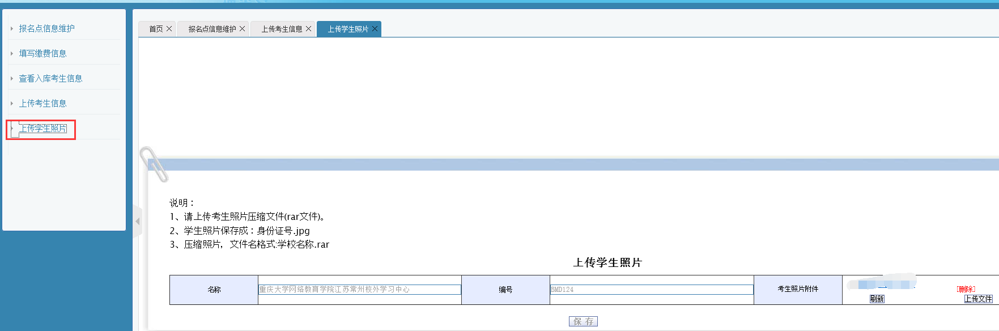 报名点信息维护
填写缴费信息
查看入库考生信息
上传考生信息
上传学生照片
首页 报名点信息维护 上传考生信息 上传学生照片
说明：
1、请上传考生照片压缩文件(rar文件)。
2、学生照片保存成：身份证号.jpg
3、压缩照片，文件名格式:学校名称.rar
上传学生照片
名称 重庆大学网络教育学院江苏常州校外学习中心 编号 BMD124 考生照片附件 [删除]
刷新 上传文件
保 存